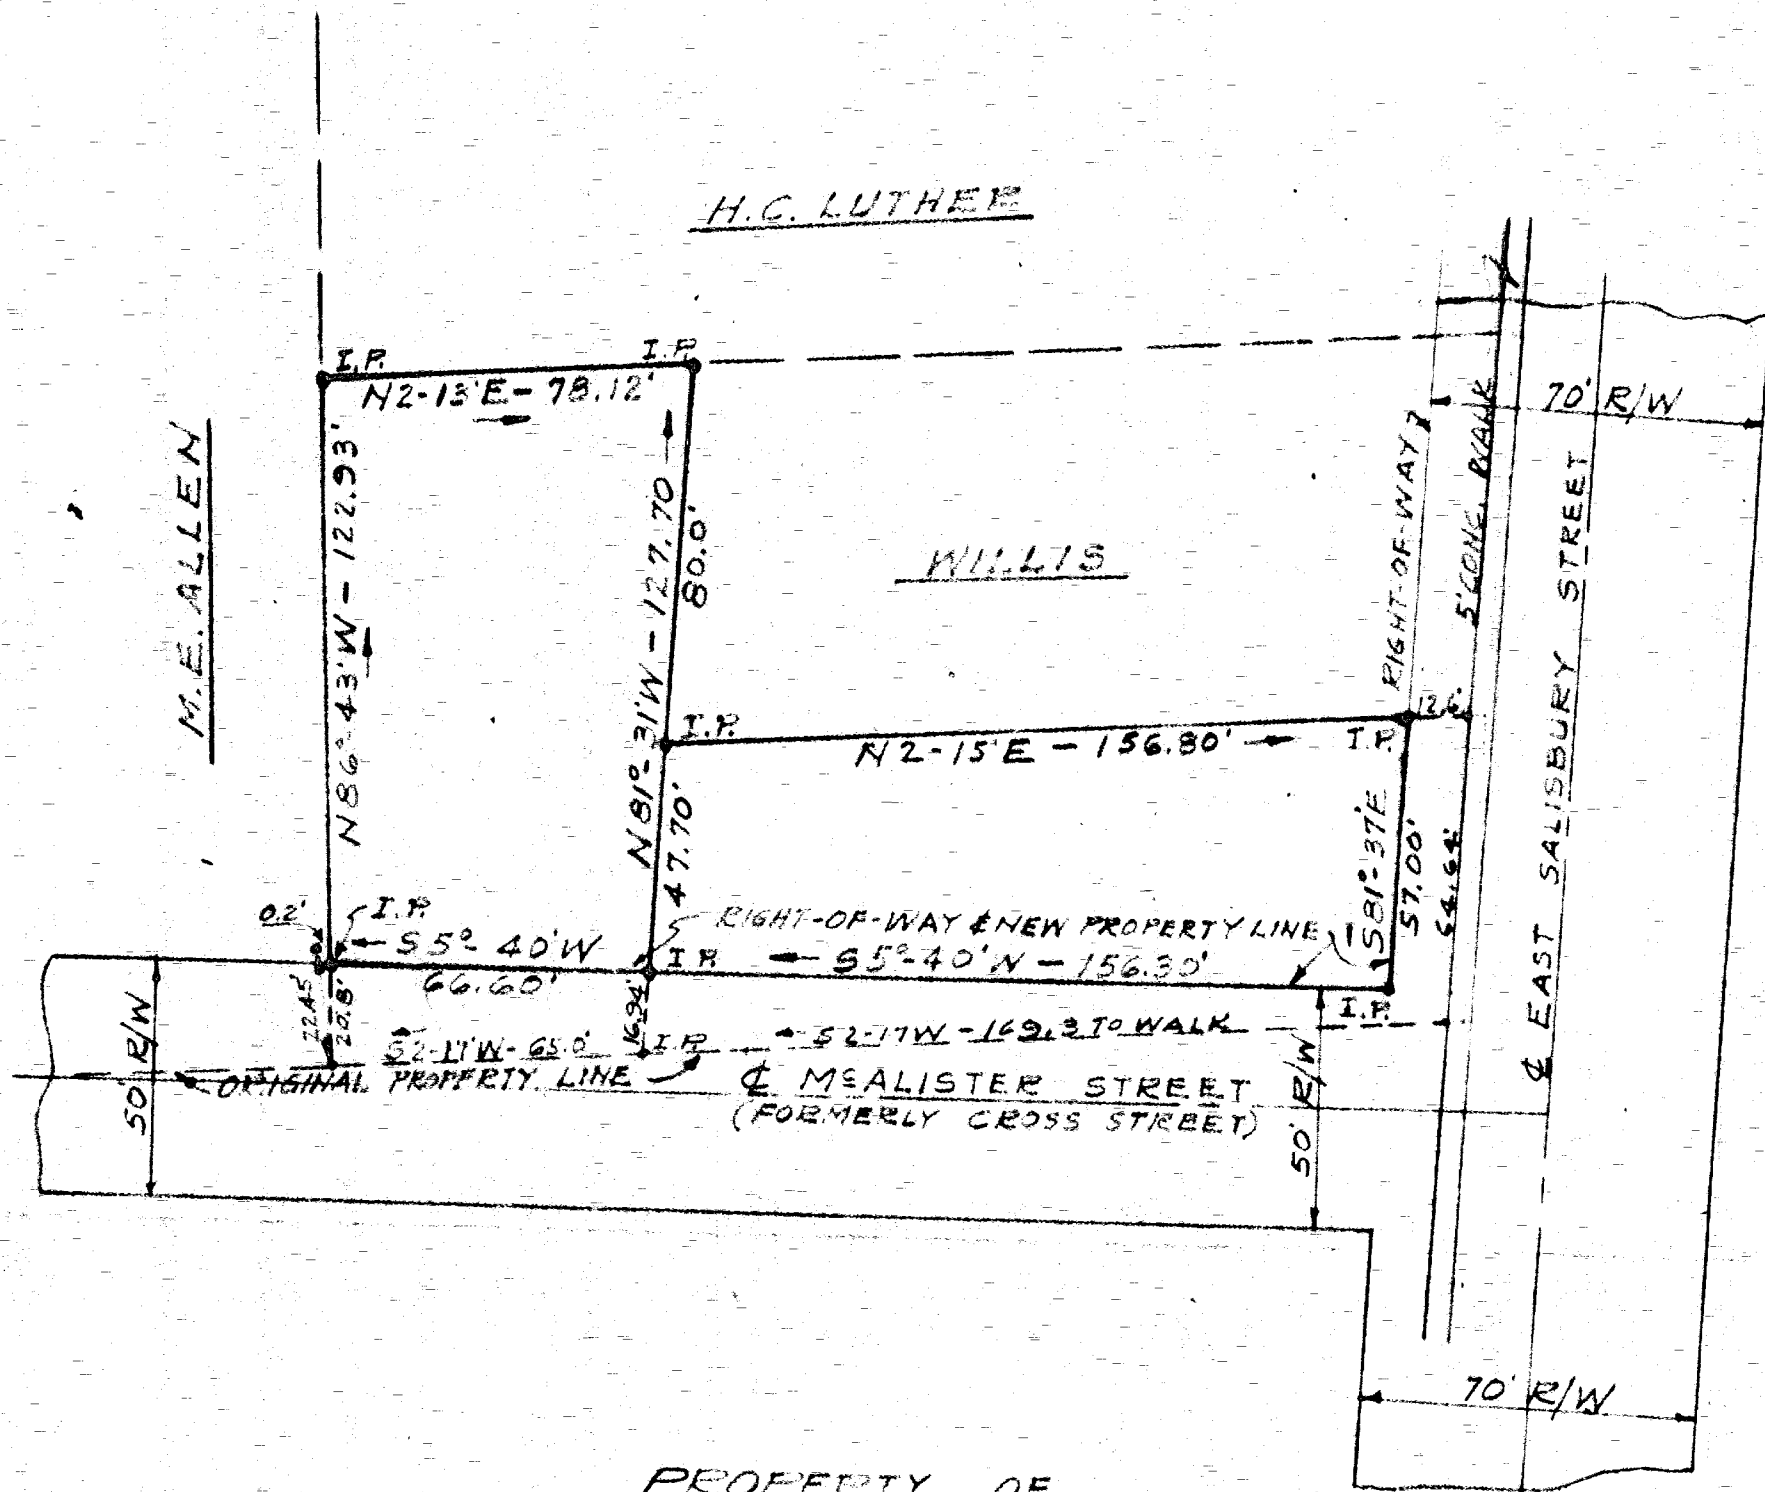 H.C. LUTHER
I.P.
I.P.
N2-13'E- 78.12'
70' R/W
M.E. ALLEN
N86°-43'W - 122.93'
N81°-31'W - 127.70
80.0'
WILLIS
RIGHT-OF-WAY
5' CONC. WALK
¢ EAST SALISBURY STREET
I.P.
N2-15'E - 156.80'
I.P.
12.6'
47.70'
S81°-37'E
57.00'
64.64'
0.2'
I.P.
S5°-40'W
66.60'
RIGHT-OF-WAY & NEW PROPERTY LINE
I.P.
S5°-40'W - 156.30'
I.P.
50' R/W
22.45'
20.8'
16.94'
S2-17'W- 65.0'
I.P.
S2-17W - 169.3 TO WALK
ORIGINAL PROPERTY LINE
¢ McALISTER STREET
(FORMERLY CROSS STREET)
50' R/W
70' R/W
PROPERTY OF